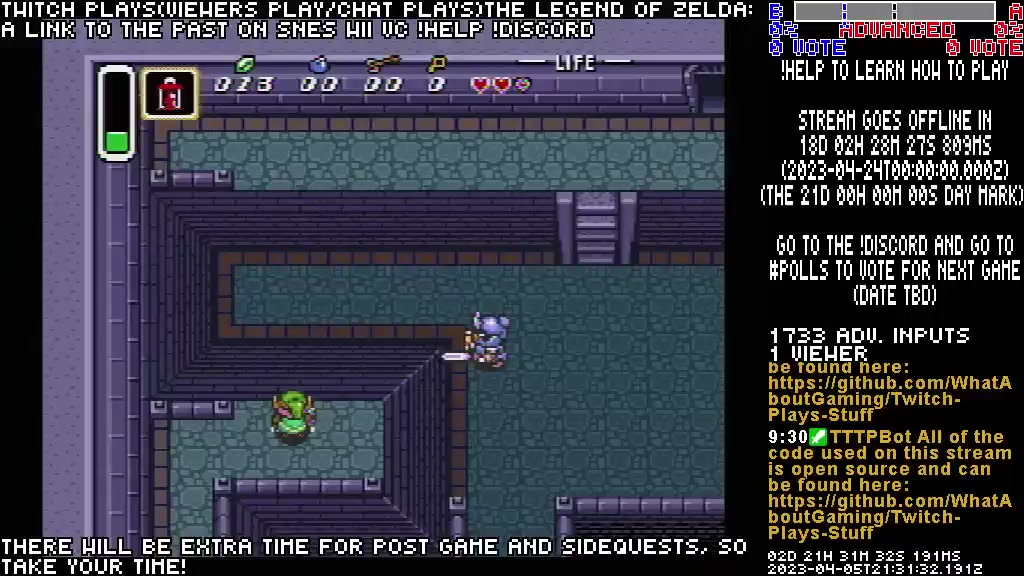 TWITCH PLAYS(VIEWERS PLAY/CHAT PLAYS)THE LEGEND OF ZELDA:
A LINK TO THE PAST ON SNES WII VC !HELP !DISCORD
B A
0% ADVANCED 0%
0 VOTE 0 VOTE
!HELP TO LEARN HOW TO PLAY
LIFE
023 00 00 0
STREAM GOES OFFLINE IN
18D 02H 28M 27S 809MS
(2023-04-24T00:00:00.000Z)
(THE 21D 00H 00M 00S DAY MARK)
GO TO THE !DISCORD AND GO TO
#POLLS TO VOTE FOR NEXT GAME
(DATE TBD)
1733 ADV. INPUTS
1 VIEWER
be found here:
https://github.com/WhatA
boutGaming/Twitch-
Plays-Stuff
9:30 TTTPBot All of the
code used on this stream
is open source and can
be found here:
https://github.com/WhatA
boutGaming/Twitch-
Plays-Stuff
THERE WILL BE EXTRA TIME FOR POST GAME AND SIDEQUESTS, SO
TAKE YOUR TIME!
02D 21H 31M 32S 191MS
2023-04-05T21:31:32.191Z